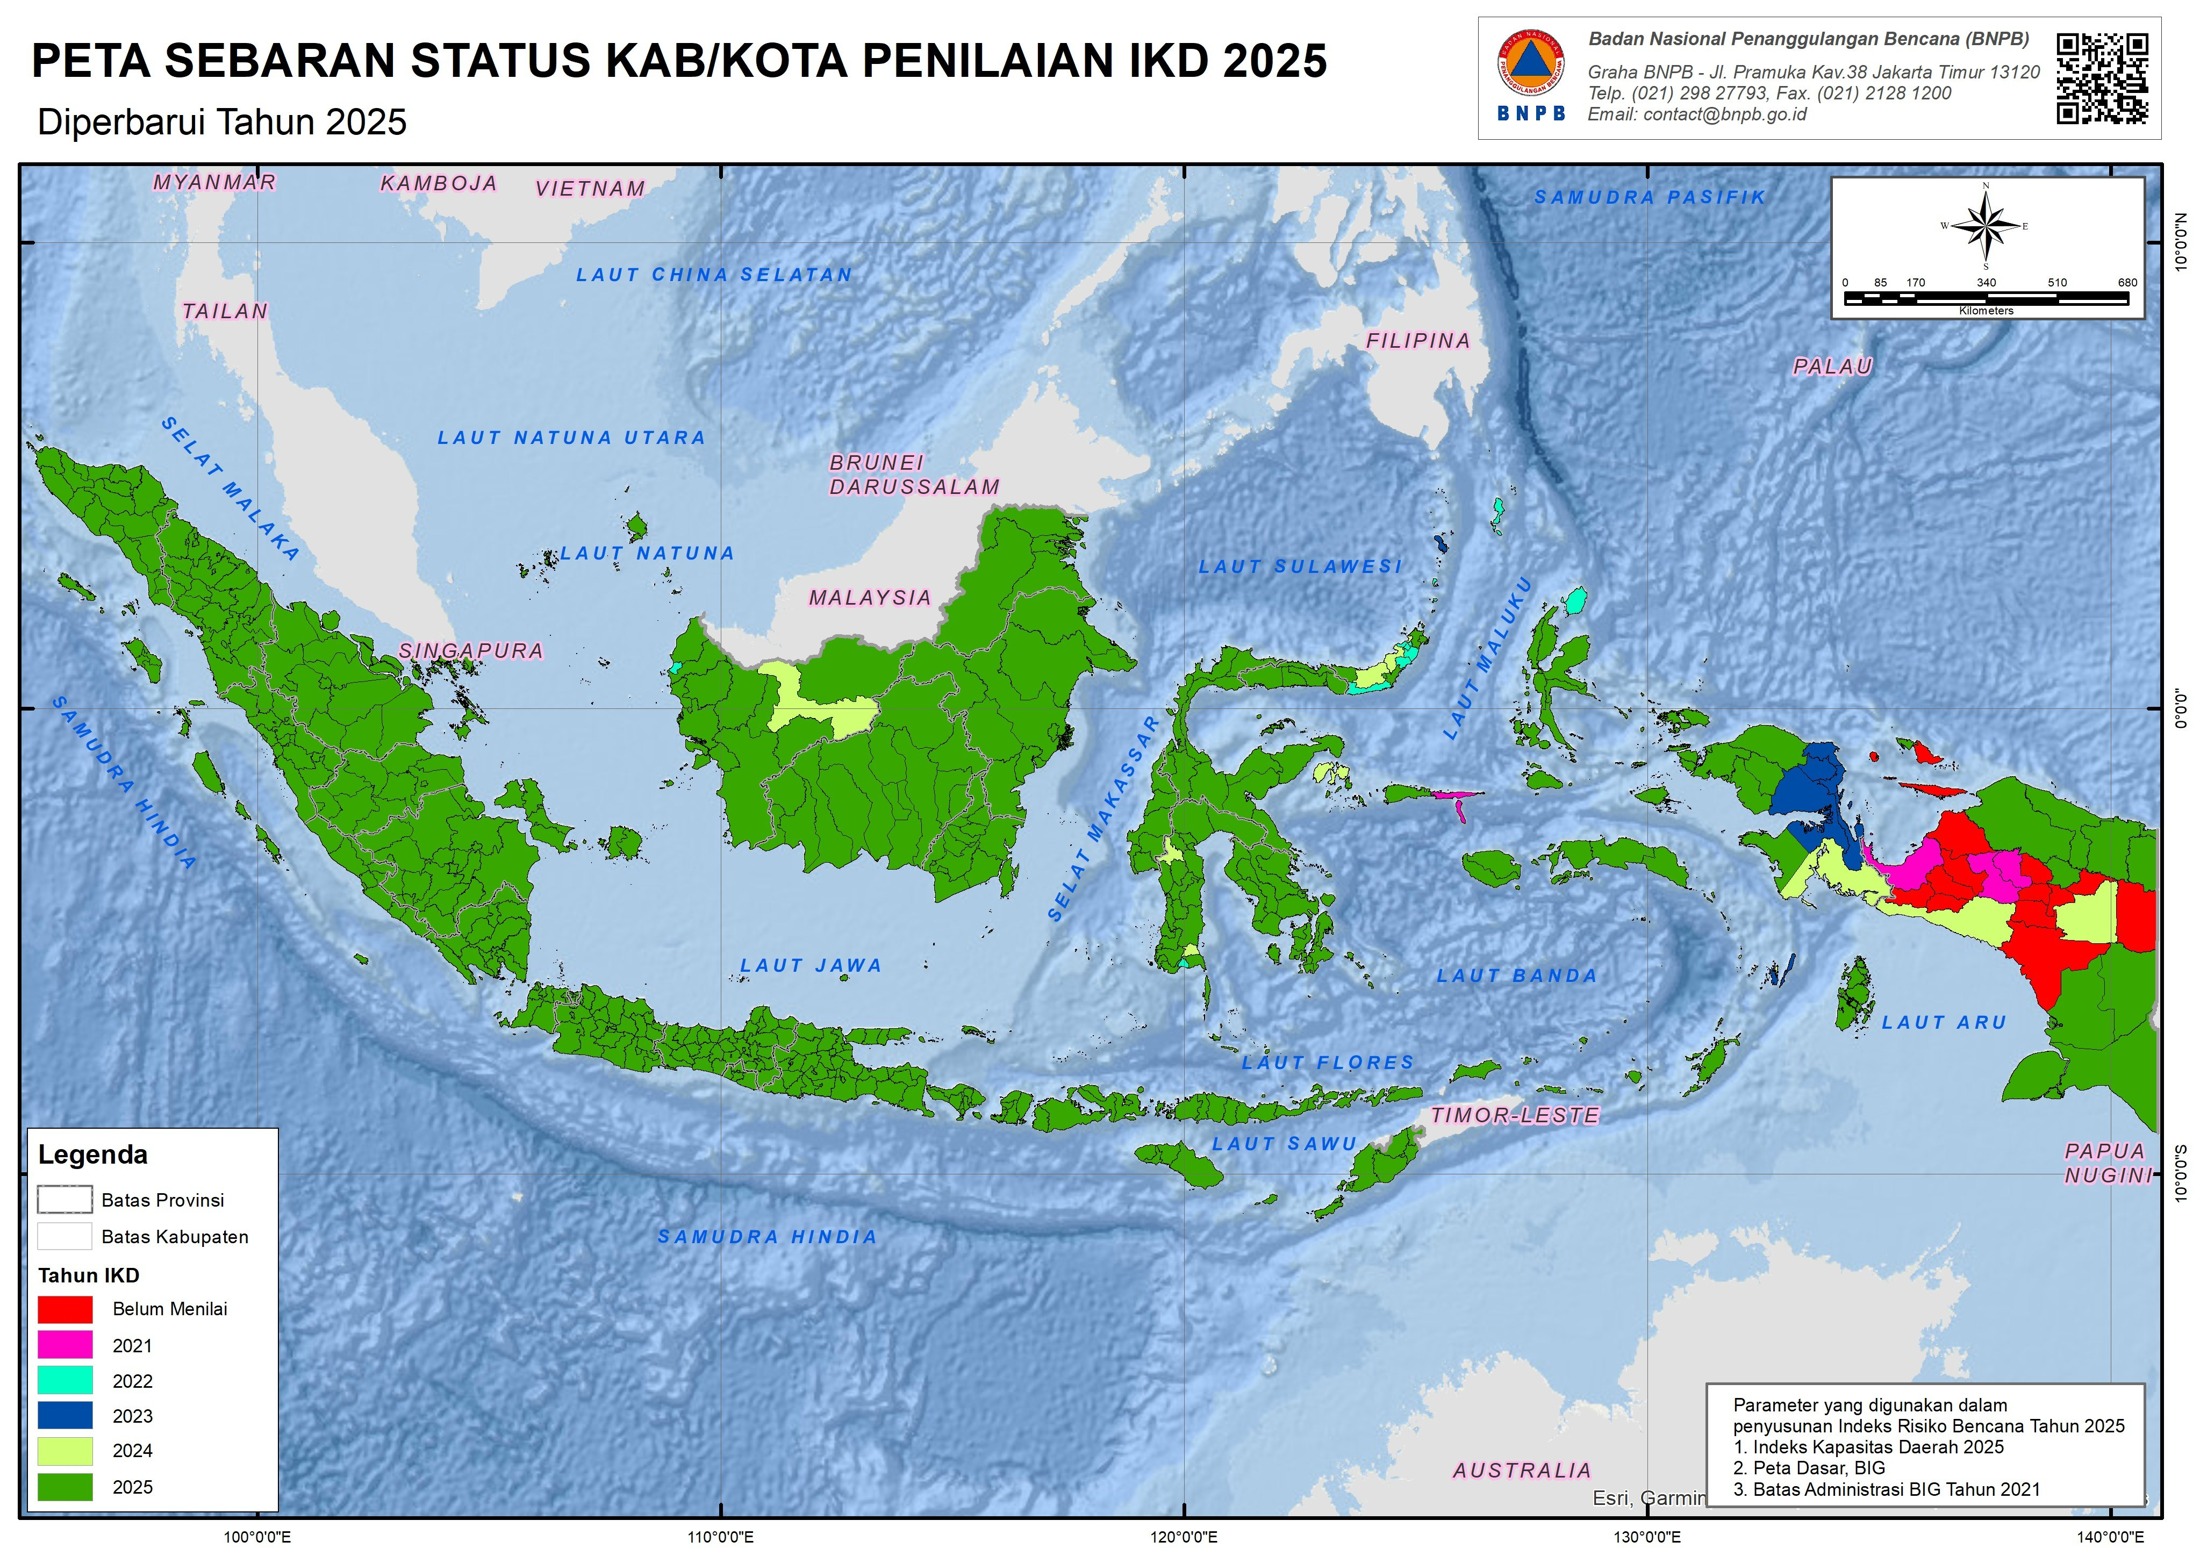 PETA SEBARAN STATUS KAB/KOTA PENILAIAN IKD 2025
Diperbarui Tahun 2025
BADAN NASIONAL
PENANGGULANGAN BENCANA
BNPB
Badan Nasional Penanggulangan Bencana (BNPB)
Graha BNPB - Jl. Pramuka Kav.38 Jakarta Timur 13120
Telp. (021) 298 27793, Fax. (021) 2128 1200
Email: contact@bnpb.go.id
MYANMAR
KAMBOJA
VIETNAM
SAMUDRA PASIFIK
N
W
E
S
0 85 170 340 510 680
Kilometers
10°0'0"N
LAUT CHINA SELATAN
TAILAN
FILIPINA
PALAU
SELAT MALAKA
LAUT NATUNA UTARA
BRUNEI
DARUSSALAM
LAUT NATUNA
LAUT SULAWESI
MALAYSIA
SINGAPURA
LAUT MALUKU
0°0'0"
SAMUDRA HINDIA
SELAT MAKASSAR
LAUT JAWA
LAUT BANDA
LAUT ARU
LAUT FLORES
TIMOR-LESTE
LAUT SAWU
PAPUA
NUGINI
10°0'0"S
SAMUDRA HINDIA
AUSTRALIA
Legenda
Batas Provinsi
Batas Kabupaten
Tahun IKD
Belum Menilai
2021
2022
2023
2024
2025
Parameter yang digunakan dalam
penyusunan Indeks Risiko Bencana Tahun 2025
1. Indeks Kapasitas Daerah 2025
2. Peta Dasar, BIG
3. Batas Administrasi BIG Tahun 2021
Esri, Garmin
100°0'0"E
110°0'0"E
120°0'0"E
130°0'0"E
140°0'0"E